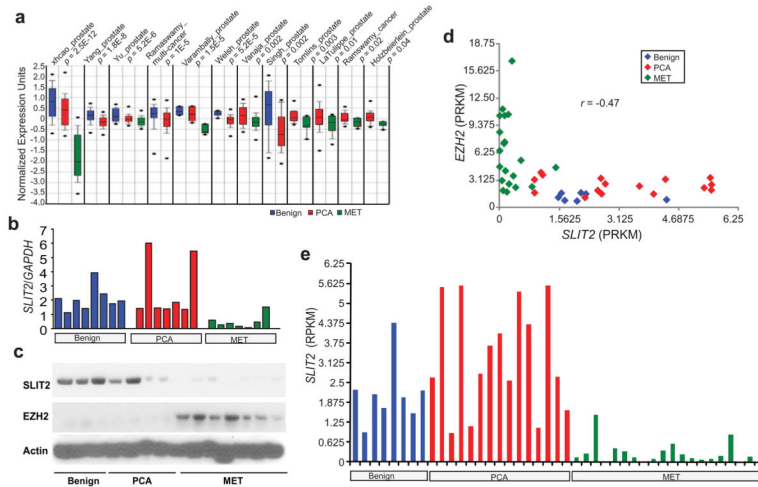 a
xhcao_prostate
p = 2.5E-12
Yang_prostate
p = 1.8E-8
Yu_prostate
p = 5.2E-6
Ramaswamy_
multi-cancer
p = 1E-5
Varambally_prostate
p = 1.5E-5
Welsh_prostate
p = 5.2E-5
Vanaja_prostate
p = 0.002
Singh_prostate
p = 0.002
Tomlins_prostate
p = 0.003
LaTulippe_prostate
p = 0.01
Ramswamy_cancer
p = 0.02
Holzbeierlein_prostate
p = 0.04
Normalized Expression Units
2.5
2.0
1.5
1.0
0.5
0
-0.5
-1.0
-1.5
-2.0
-2.5
-3.0
-3.5
-4.0
Benign PCA MET
b
SLIT2/GAPDH
7
6
5
4
3
2
1
0
Benign PCA MET
c
SLIT2
EZH2
Actin
Benign PCA MET
d
Benign
PCA
MET
r = -0.47
EZH2 (PRKM)
18.75
15.625
12.50
9.375
6.25
3.125
0
0 1.5625 3.125 4.6875 6.25
SLIT2 (PRKM)
e
SLIT2 (RPKM)
6.25
5.625
5
4.375
3.75
3.125
2.5
1.875
1.25
0.625
0
Benign PCA MET